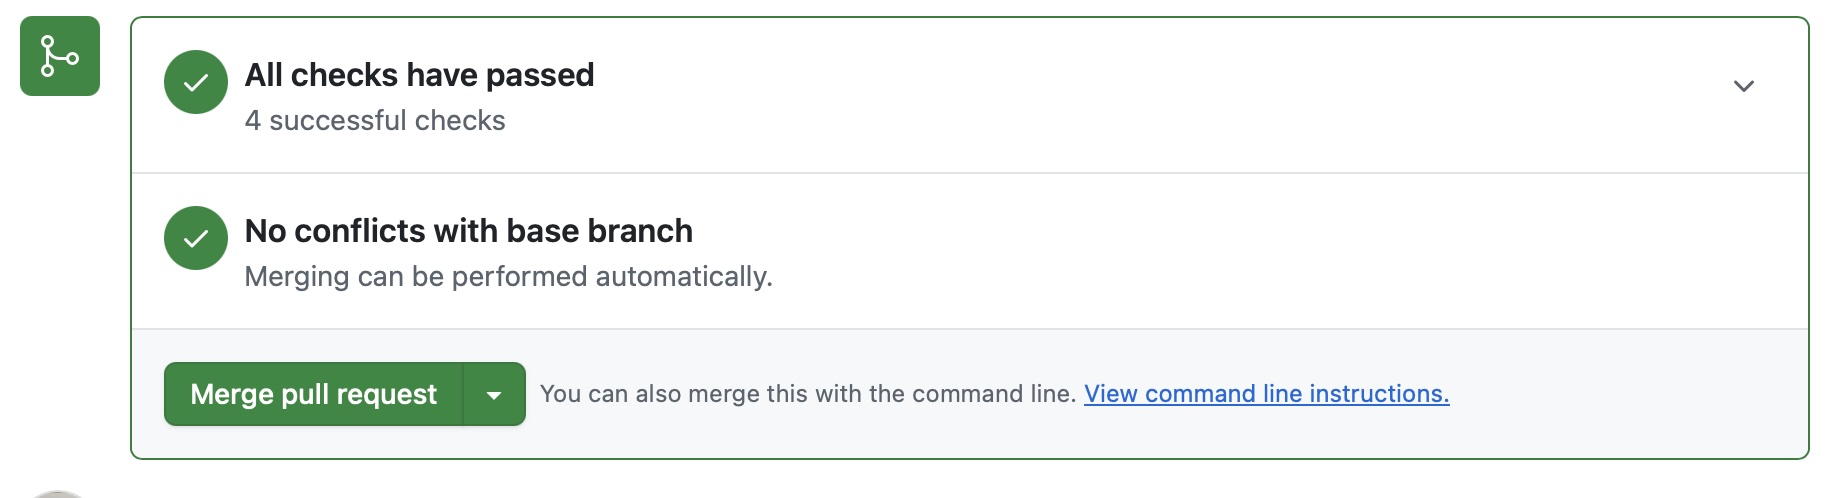 All checks have passed
4 successful checks
No conflicts with base branch
Merging can be performed automatically.
Merge pull request
You can also merge this with the command line. View command line instructions.